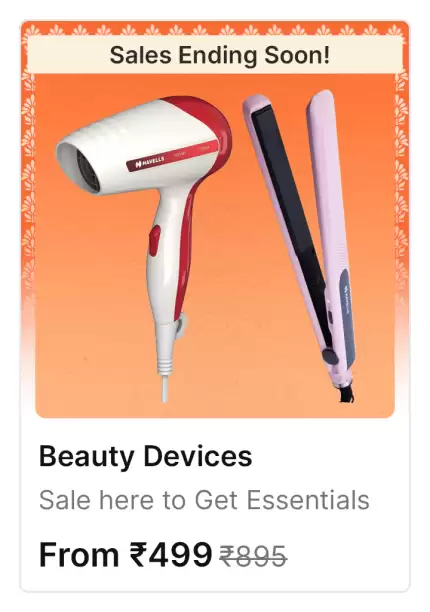 Sales Ending Soon!
HAVELLS
Beauty Devices
Sale here to Get Essentials
From ₹499 ₹895